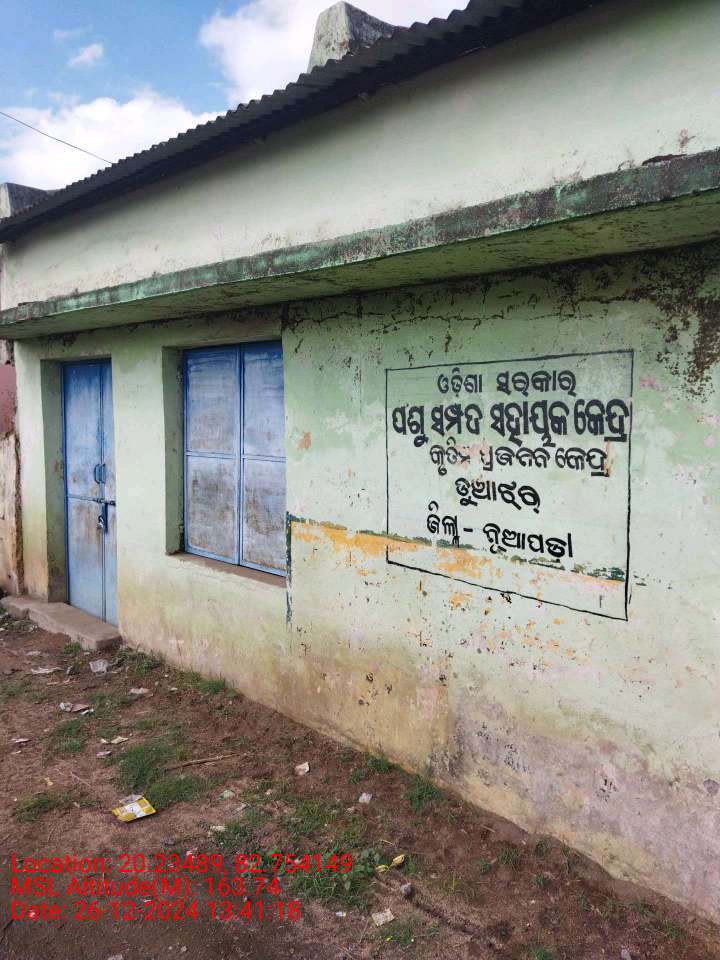 ଓଡ଼ିଶା ସରକାର
ପଶୁ ସମ୍ପଦ ସହାୟକ କେନ୍ଦ୍ର
କୃତିମ ପ୍ରଜନନ କେନ୍ଦ୍ର
ଡୁଆଝର
ଜିଲ୍ଲା - ନୂଆପଡ଼ା
Location: 20.23489, 82.754149
MSL Altitude(M): 163.74
Date: 26-12-2024 13:41:18